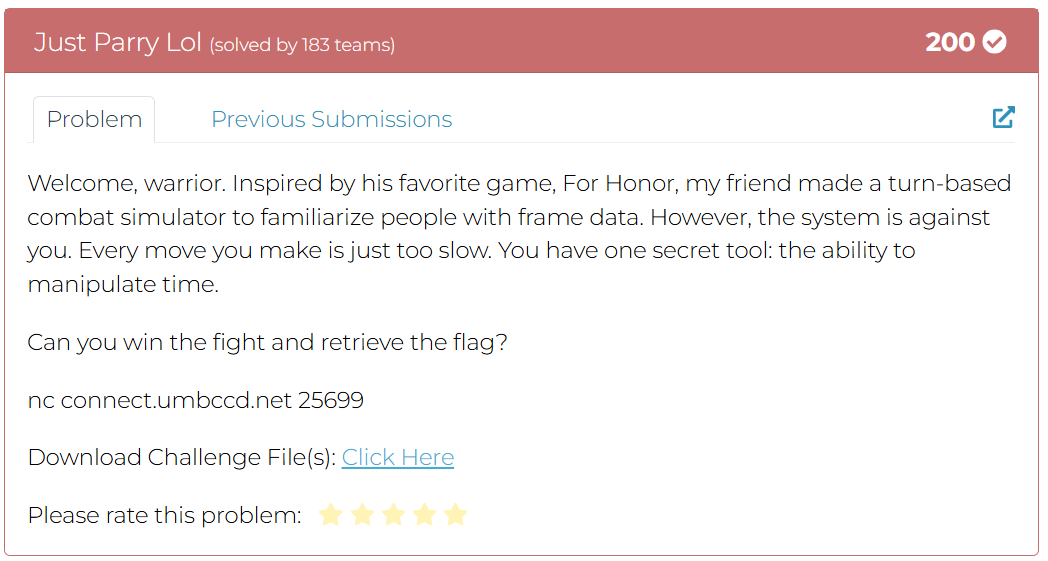 Just Parry Lol (solved by 183 teams) 200
Problem Previous Submissions
Welcome, warrior. Inspired by his favorite game, For Honor, my friend made a turn-based
combat simulator to familiarize people with frame data. However, the system is against
you. Every move you make is just too slow. You have one secret tool: the ability to
manipulate time.
Can you win the fight and retrieve the flag?
nc connect.umbccd.net 25699
Download Challenge File(s): Click Here
Please rate this problem: